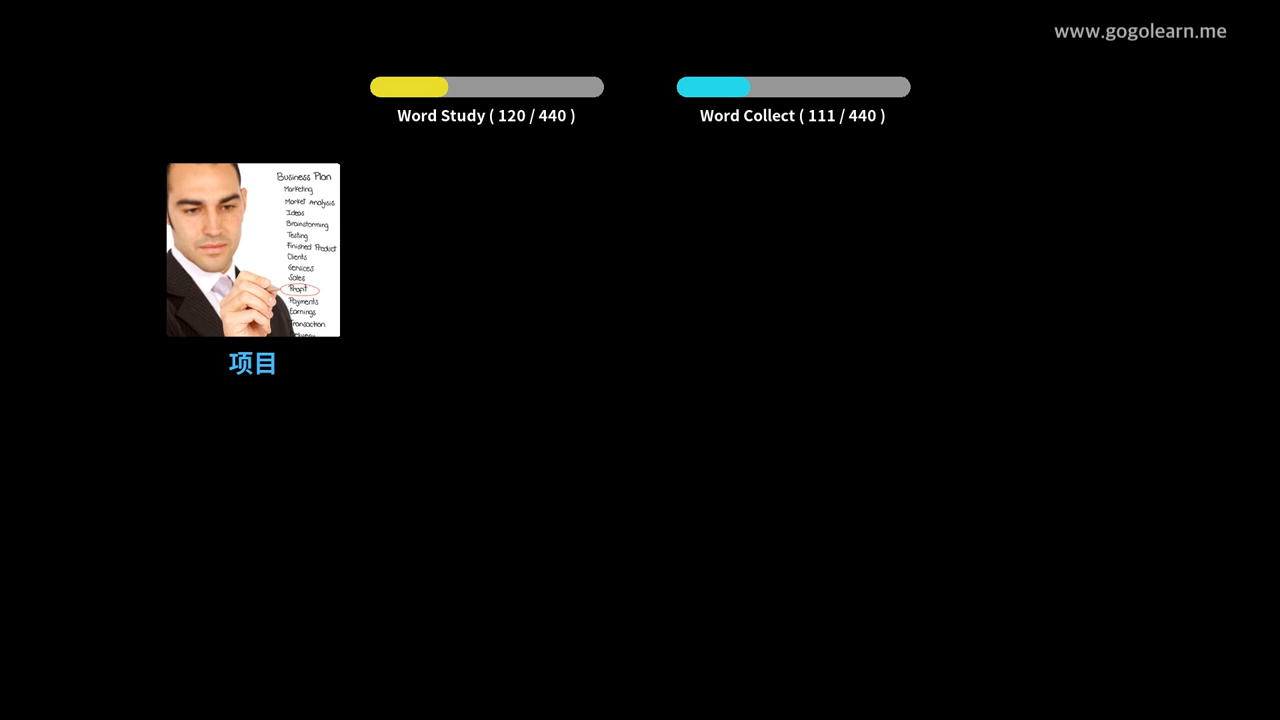 www.gogolearn.me
Word Study ( 120 / 440 )
Word Collect ( 111 / 440 )
Business Plan
Marketing
Market Analysis
Ideas
Brainstorming
Testing
Finished Product
Clients
Services
Sales
Profit
Payments
Earnings
Transaction
项目